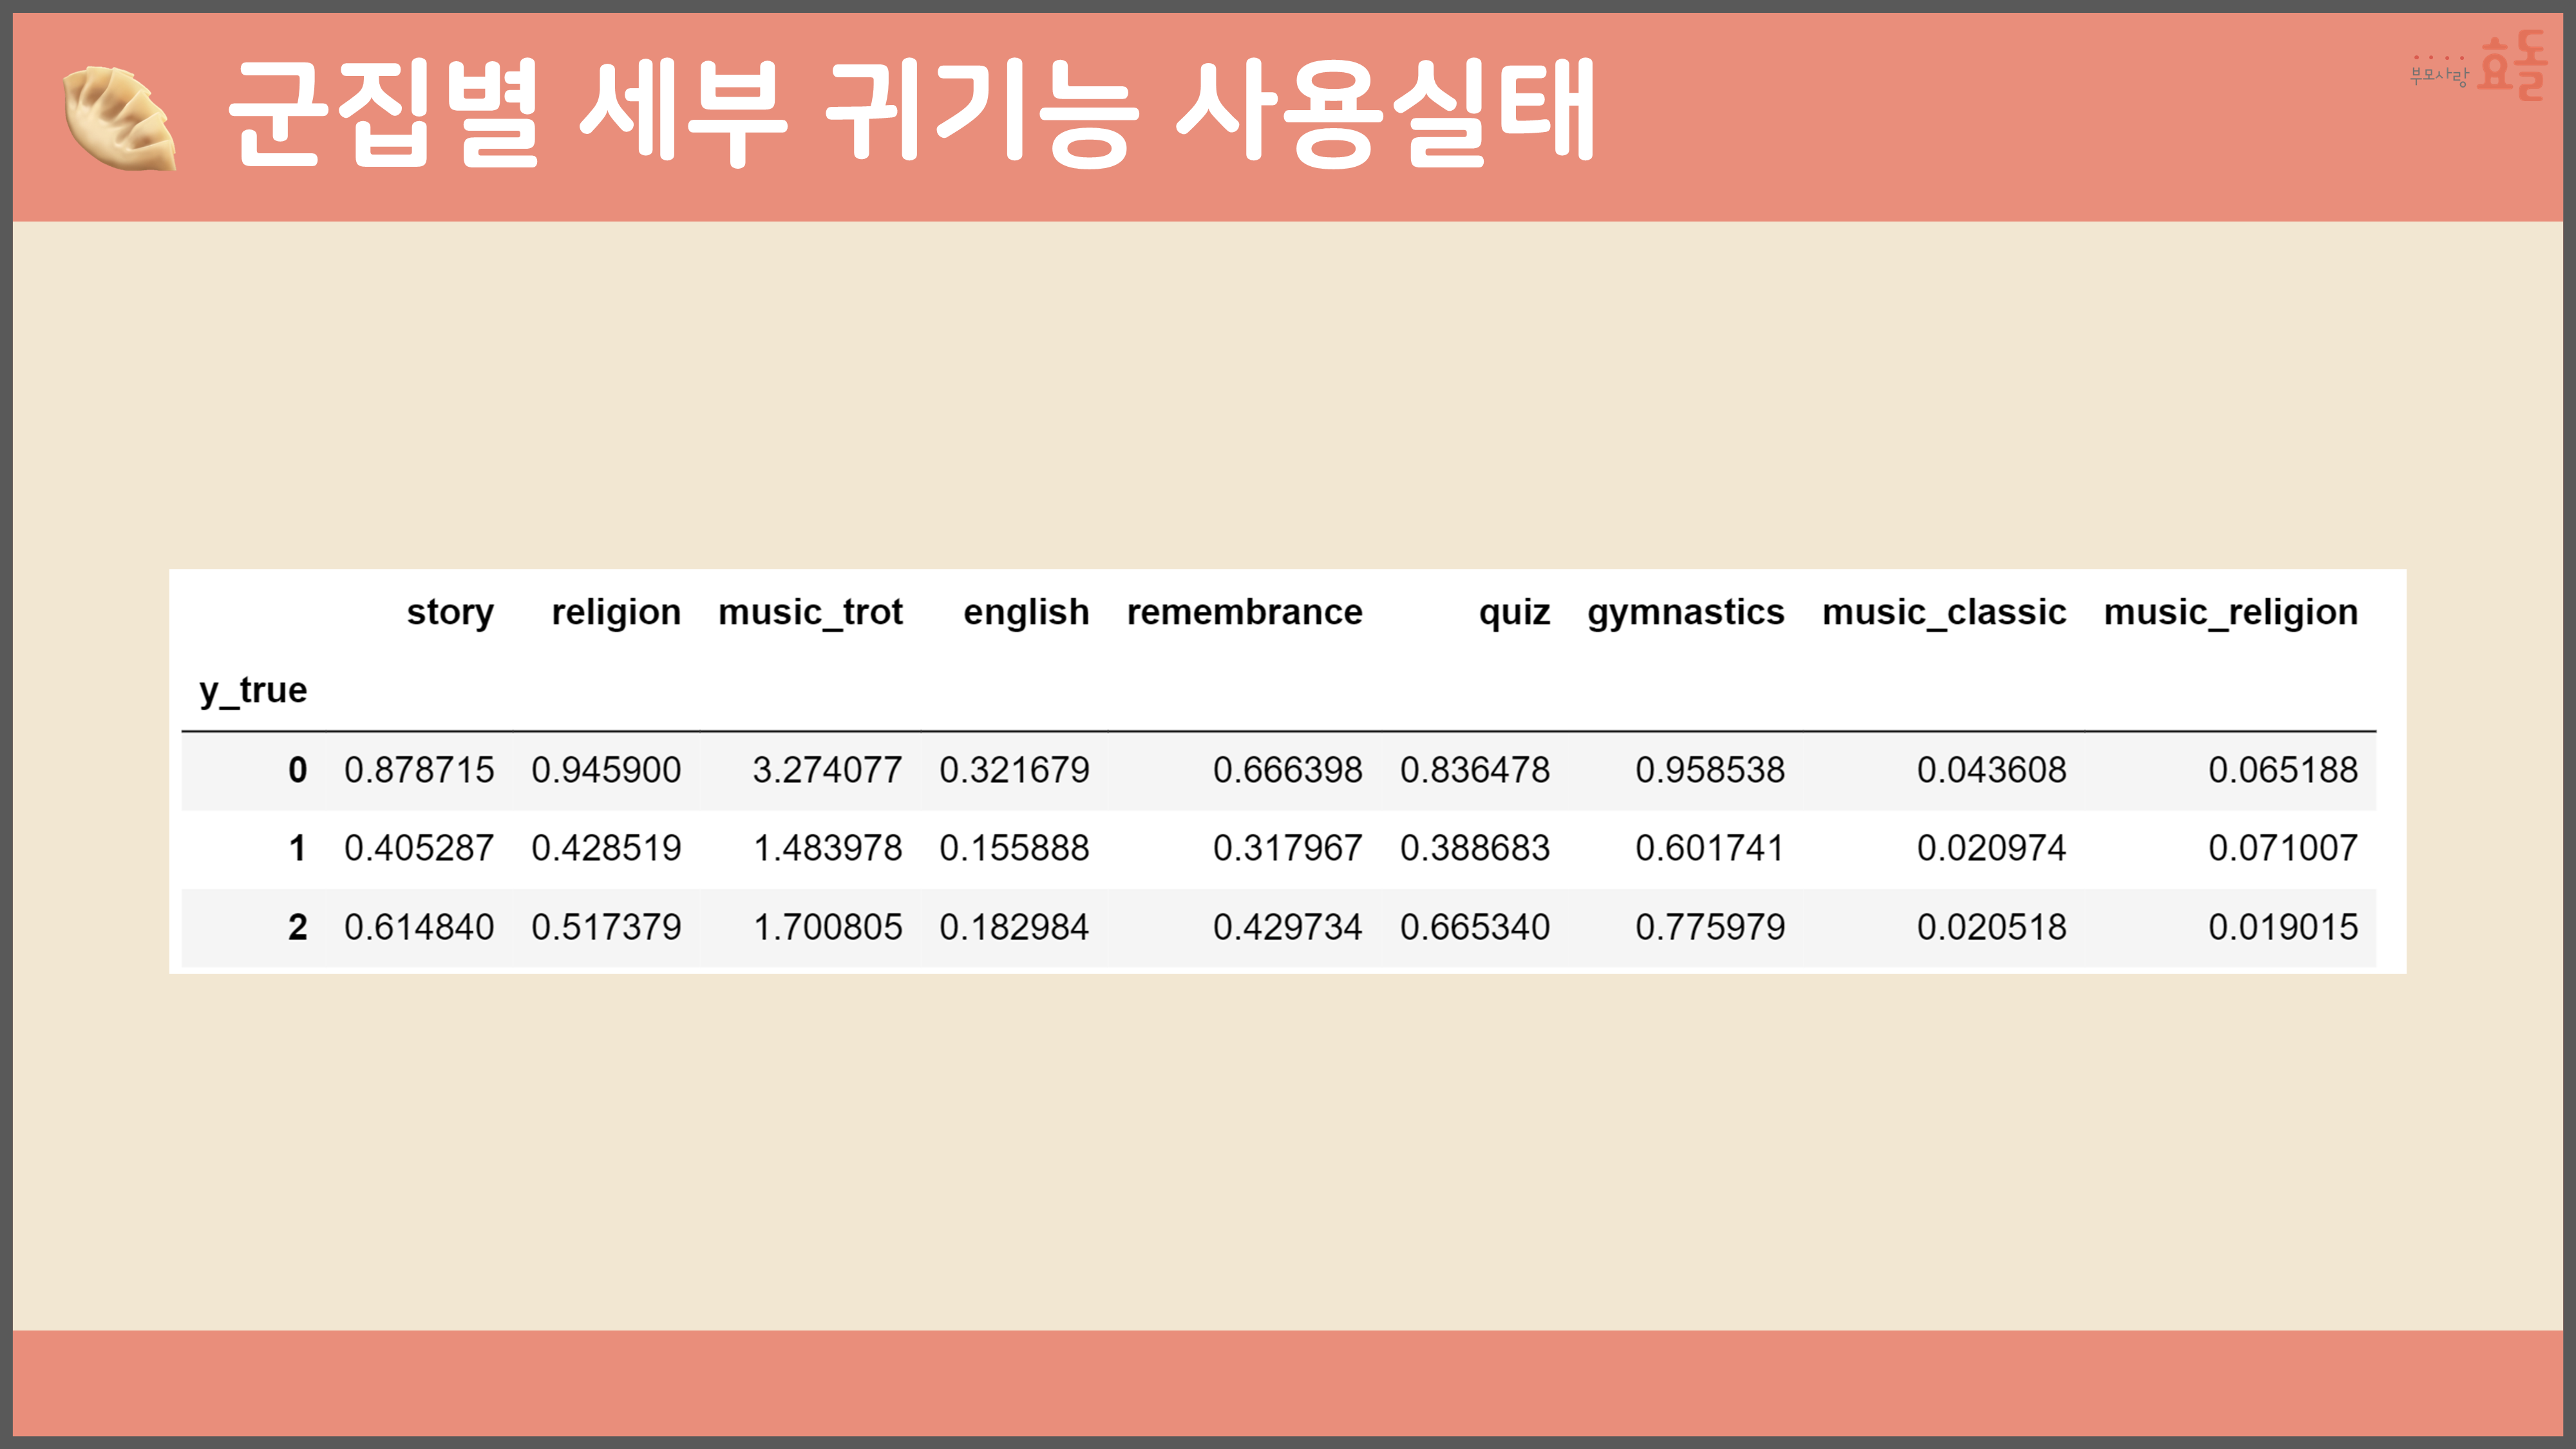 군집별 세부 귀기능 사용실태
부모사랑 효돌
story religion music_trot english remembrance quiz gymnastics music_classic music_religion
y_true
0 0.878715 0.945900 3.274077 0.321679 0.666398 0.836478 0.958538 0.043608 0.065188
1 0.405287 0.428519 1.483978 0.155888 0.317967 0.388683 0.601741 0.020974 0.071007
2 0.614840 0.517379 1.700805 0.182984 0.429734 0.665340 0.775979 0.020518 0.019015